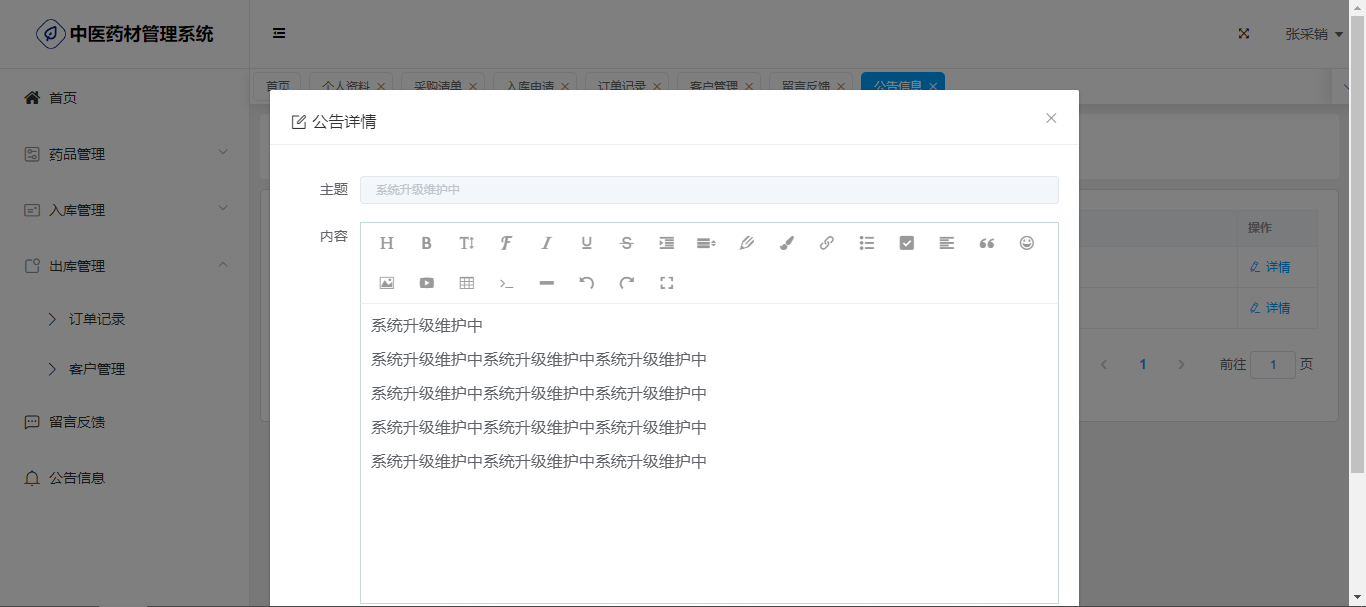 中医药材管理系统
张采销
首页
药品管理
入库管理
出库管理
订单记录
客户管理
留言反馈
公告信息
首页 个人资料 采购清单 入库申请 订单记录 客户管理 留言反馈 公告信息
公告详情
主题 系统升级维护中
内容
系统升级维护中
系统升级维护中系统升级维护中系统升级维护中
系统升级维护中系统升级维护中系统升级维护中
系统升级维护中系统升级维护中系统升级维护中
系统升级维护中系统升级维护中系统升级维护中
操作
详情
详情
1 前往 1 页